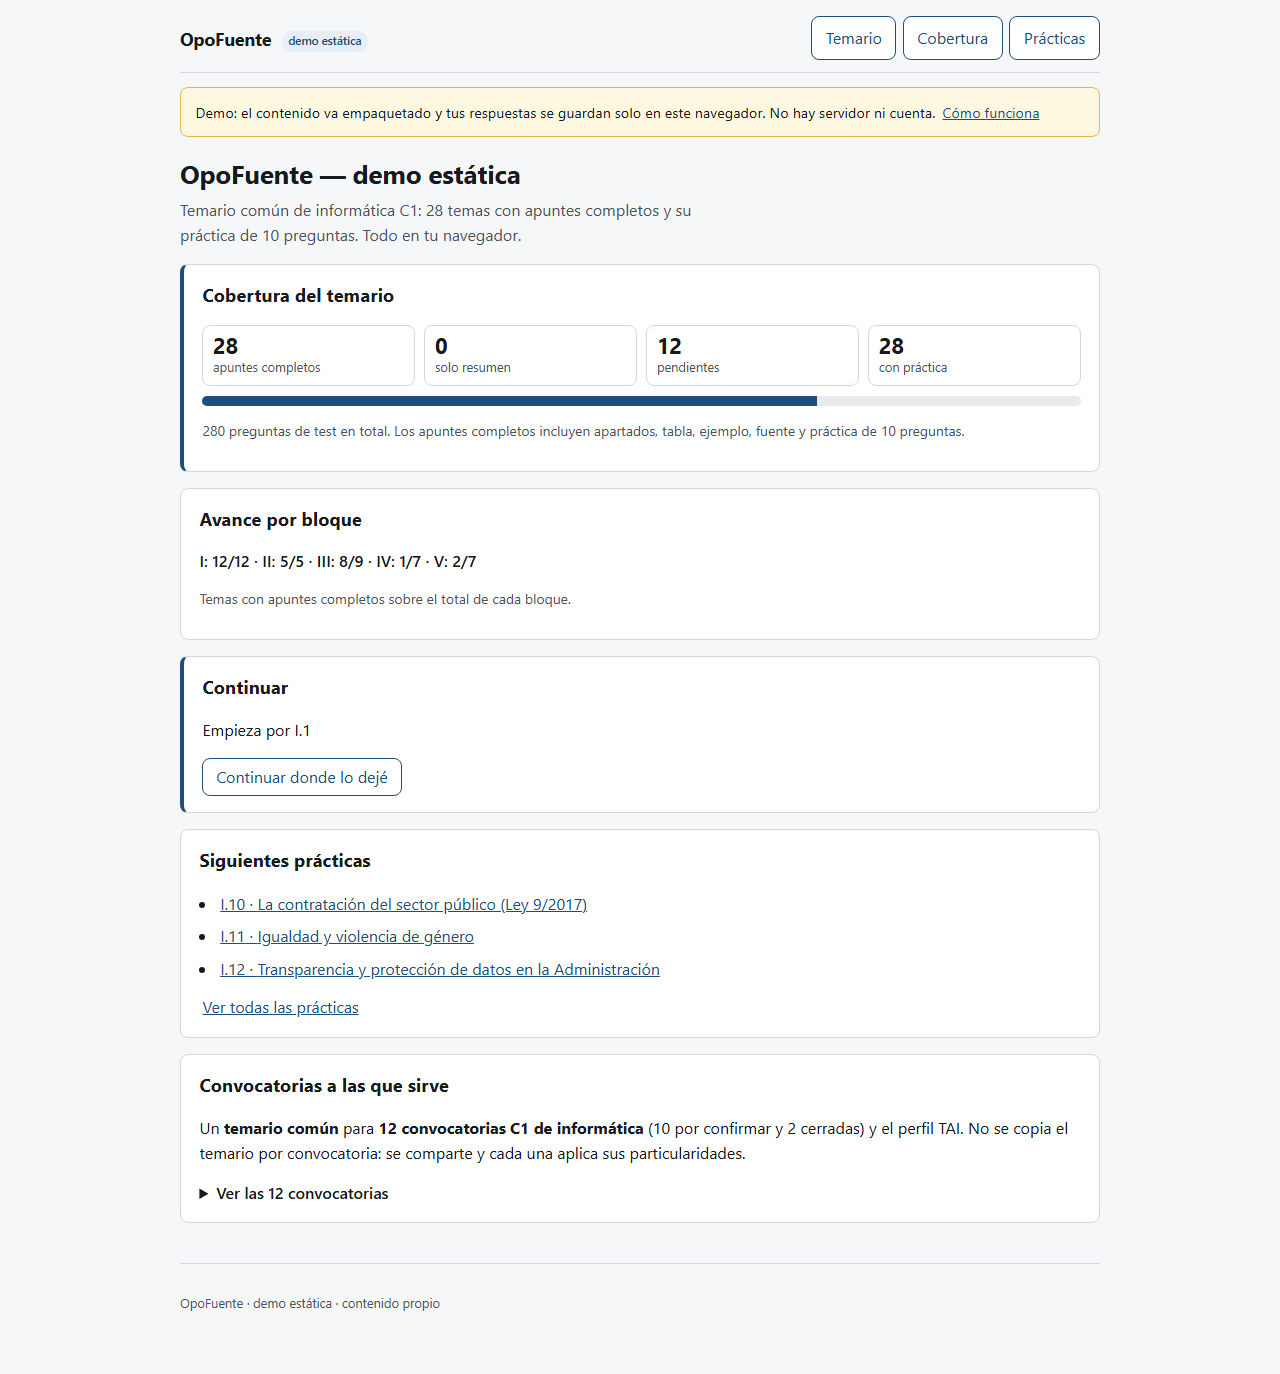 OpoFuente demo estática
Temario Cobertura Prácticas
Demo: el contenido va empaquetado y tus respuestas se guardan solo en este navegador. No hay servidor ni cuenta. Cómo funciona
OpoFuente — demo estática
Temario común de informática C1: 28 temas con apuntes completos y su
práctica de 10 preguntas. Todo en tu navegador.
Cobertura del temario
28
apuntes completos
0
solo resumen
12
pendientes
28
con práctica
280 preguntas de test en total. Los apuntes completos incluyen apartados, tabla, ejemplo, fuente y práctica de 10 preguntas.
Avance por bloque
I: 12/12 · II: 5/5 · III: 8/9 · IV: 1/7 · V: 2/7
Temas con apuntes completos sobre el total de cada bloque.
Continuar
Empieza por I.1
Continuar donde lo dejé
Siguientes prácticas
I.10 · La contratación del sector público (Ley 9/2017)
I.11 · Igualdad y violencia de género
I.12 · Transparencia y protección de datos en la Administración
Ver todas las prácticas
Convocatorias a las que sirve
Un temario común para 12 convocatorias C1 de informática (10 por confirmar y 2 cerradas) y el perfil TAI. No se copia el
temario por convocatoria: se comparte y cada una aplica sus particularidades.
Ver las 12 convocatorias
OpoFuente · demo estática · contenido propio